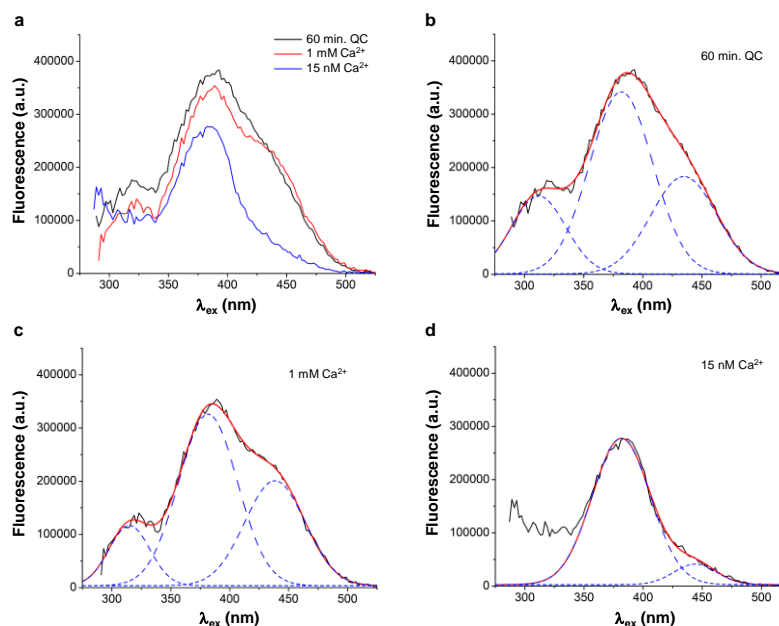 a
60 min. QC
1 mM Ca²⁺
15 nM Ca²⁺
Fluorescence (a.u.)
400000
300000
200000
100000
0
300 350 400 450 500
λex (nm)
b
60 min. QC
Fluorescence (a.u.)
400000
300000
200000
100000
0
300 350 400 450 500
λex (nm)
c
1 mM Ca²⁺
Fluorescence (a.u.)
400000
300000
200000
100000
0
300 350 400 450 500
λex (nm)
d
15 nM Ca²⁺
Fluorescence (a.u.)
400000
300000
200000
100000
0
300 350 400 450 500
λex (nm)